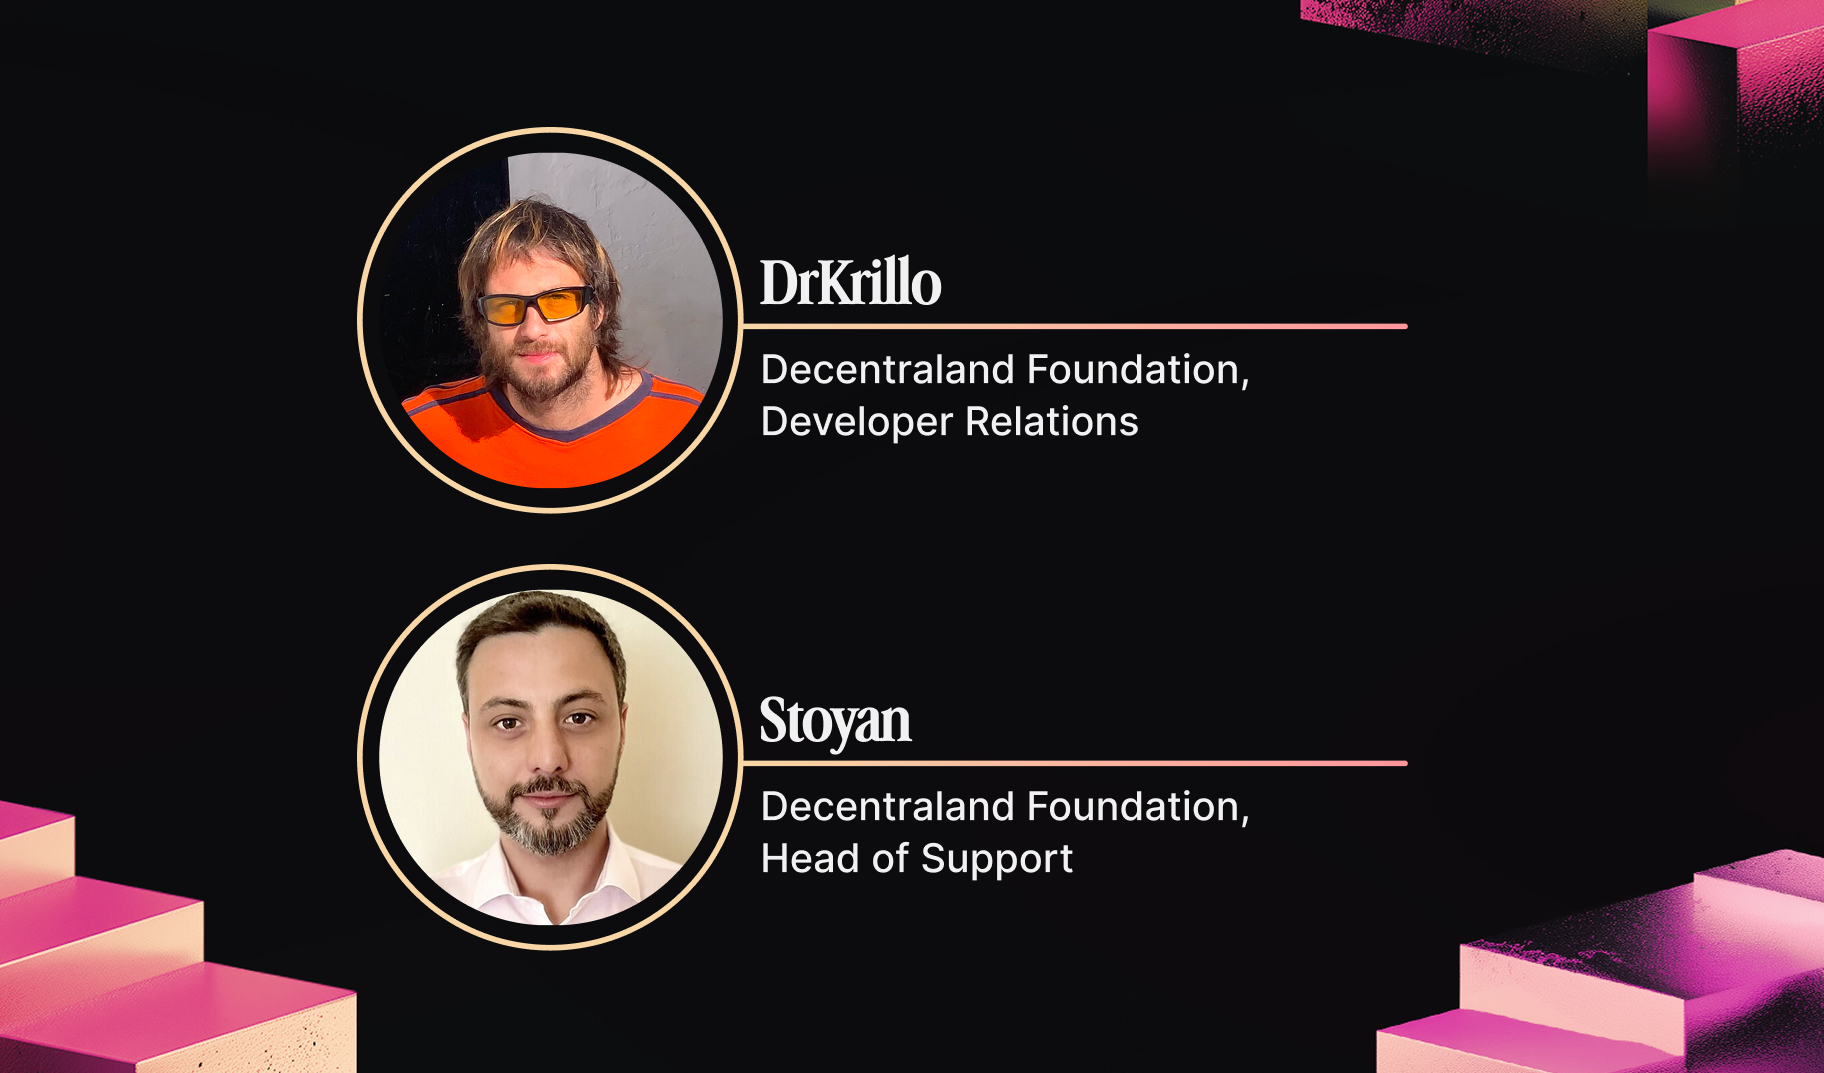 DrKrillo
Decentraland Foundation,
Developer Relations
Stoyan
Decentraland Foundation,
Head of Support